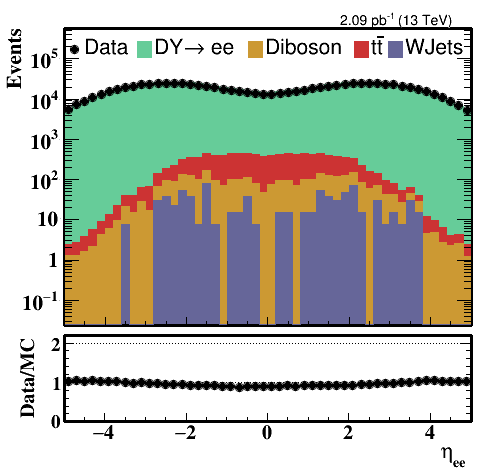 2.09 pb⁻¹ (13 TeV)
Data DY→ ee Diboson tt̄ WJets
Events
10⁵
10⁴
10³
10²
10
1
10⁻¹
Data/MC
2
1
0
−4 −2 0 2 4
η_ee